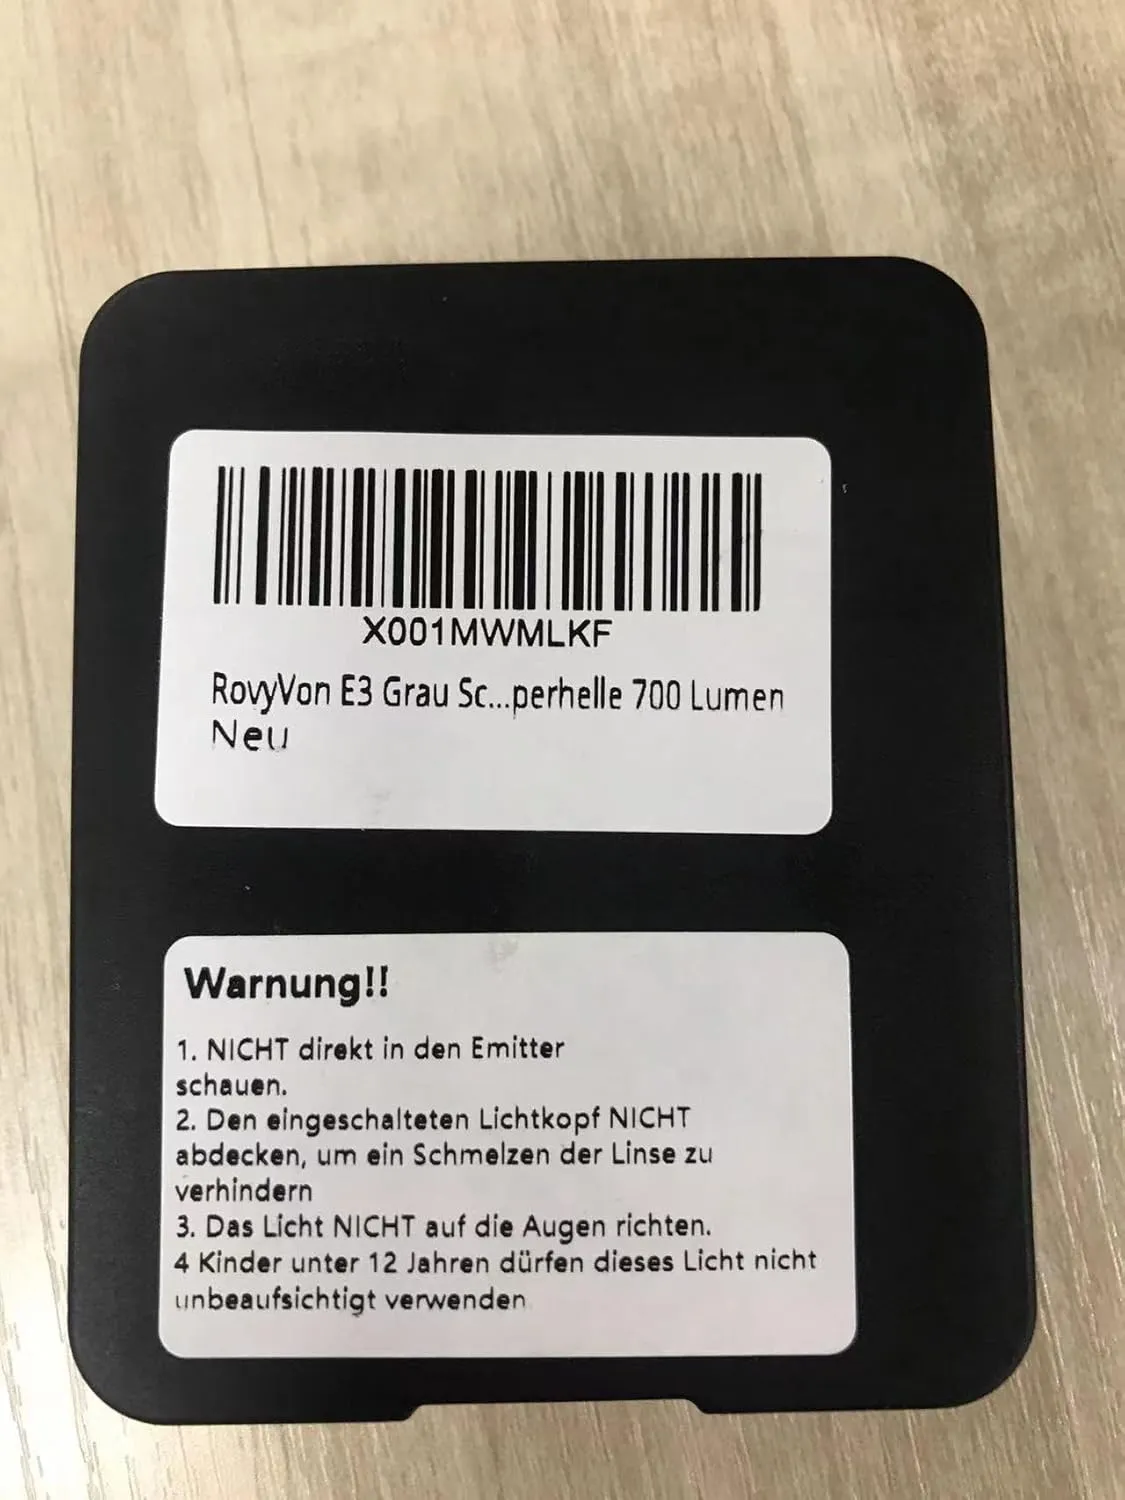 X001MWMLKF
RovyVon E3 Grau Sc...perhelle 700 Lumen
Neu
Warnung!!
1. NICHT direkt in den Emitter
schauen.
2. Den eingeschalteten Lichtkopf NICHT
abdecken, um ein Schmelzen der Linse zu
verhindern
3. Das Licht NICHT auf die Augen richten.
4 Kinder unter 12 Jahren dürfen dieses Licht nicht
unbeaufsichtigt verwenden